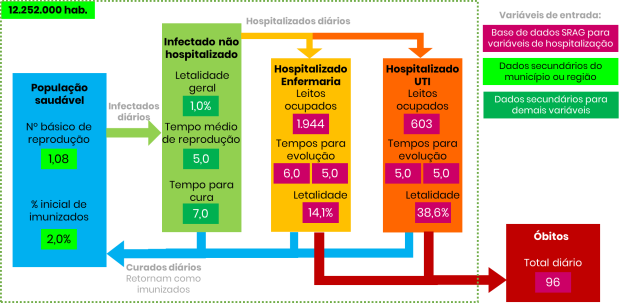 12.252.000 hab.
População
saudável
Nº básico de
reprodução
1,08
% inicial de
imunizados
2,0%
Infectados
diários
Infectado não
hospitalizado
Letalidade
geral
1,0%
Tempo médio
de reprodução
5,0
Tempo para
cura
7,0
Hospitalizados diários
Hospitalizado
Enfermaria
Leitos
ocupados
1.944
Tempos para
evolução
6,0 5,0
Letalidade
14,1%
Hospitalizado
UTI
Leitos
ocupados
603
Tempos para
evolução
5,0 5,0
Letalidade
38,6%
Curados diários
Retornam como
imunizados
Óbitos
Total diário
96
Variáveis de entrada:
Base de dados SRAG para
variáveis de hospitalização
Dados secundários do
município ou região
Dados secundários para
demais variáveis